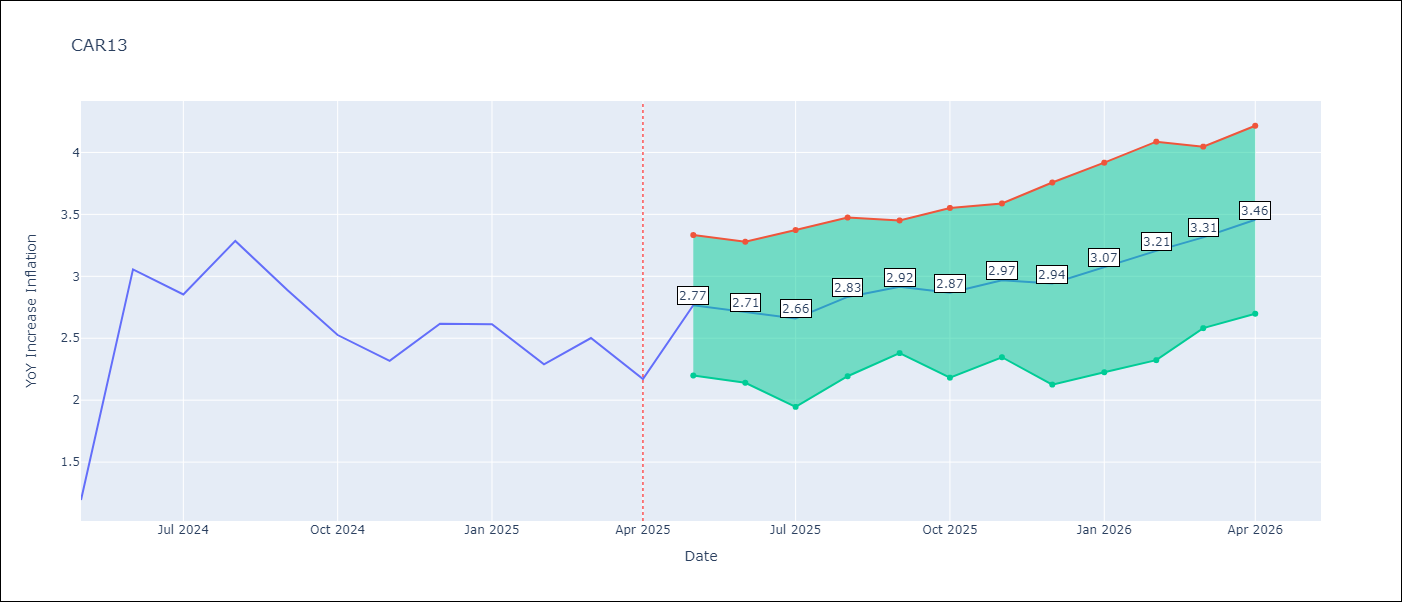 CAR13
YoY Increase Inflation
4
3.5
3
2.5
2
1.5
2.77
2.71
2.66
2.83
2.92
2.87
2.97
2.94
3.07
3.21
3.31
3.46
Jul 2024
Oct 2024
Jan 2025
Apr 2025
Jul 2025
Oct 2025
Jan 2026
Apr 2026
Date